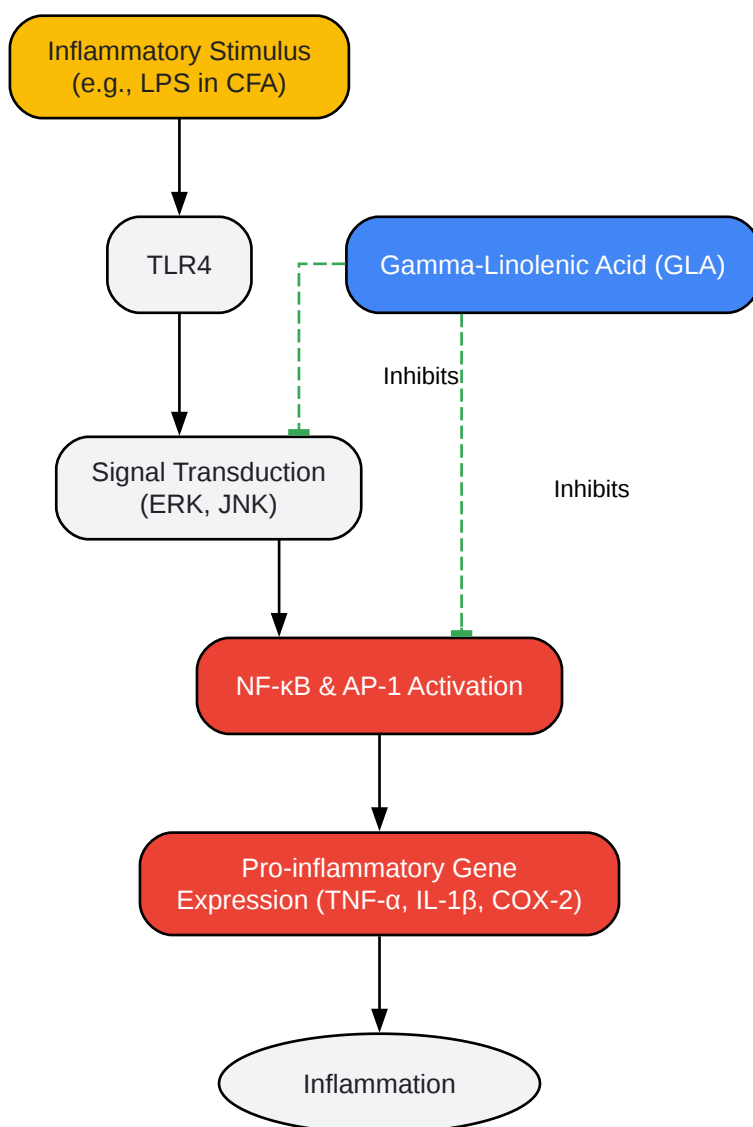 Inflammatory Stimulus
(e.g., LPS in CFA)
TLR4
Gamma-Linolenic Acid (GLA)
Inhibits
Signal Transduction
(ERK, JNK)
Inhibits
NF-κB & AP-1 Activation
Pro-inflammatory Gene
Expression (TNF-α, IL-1β, COX-2)
Inflammation